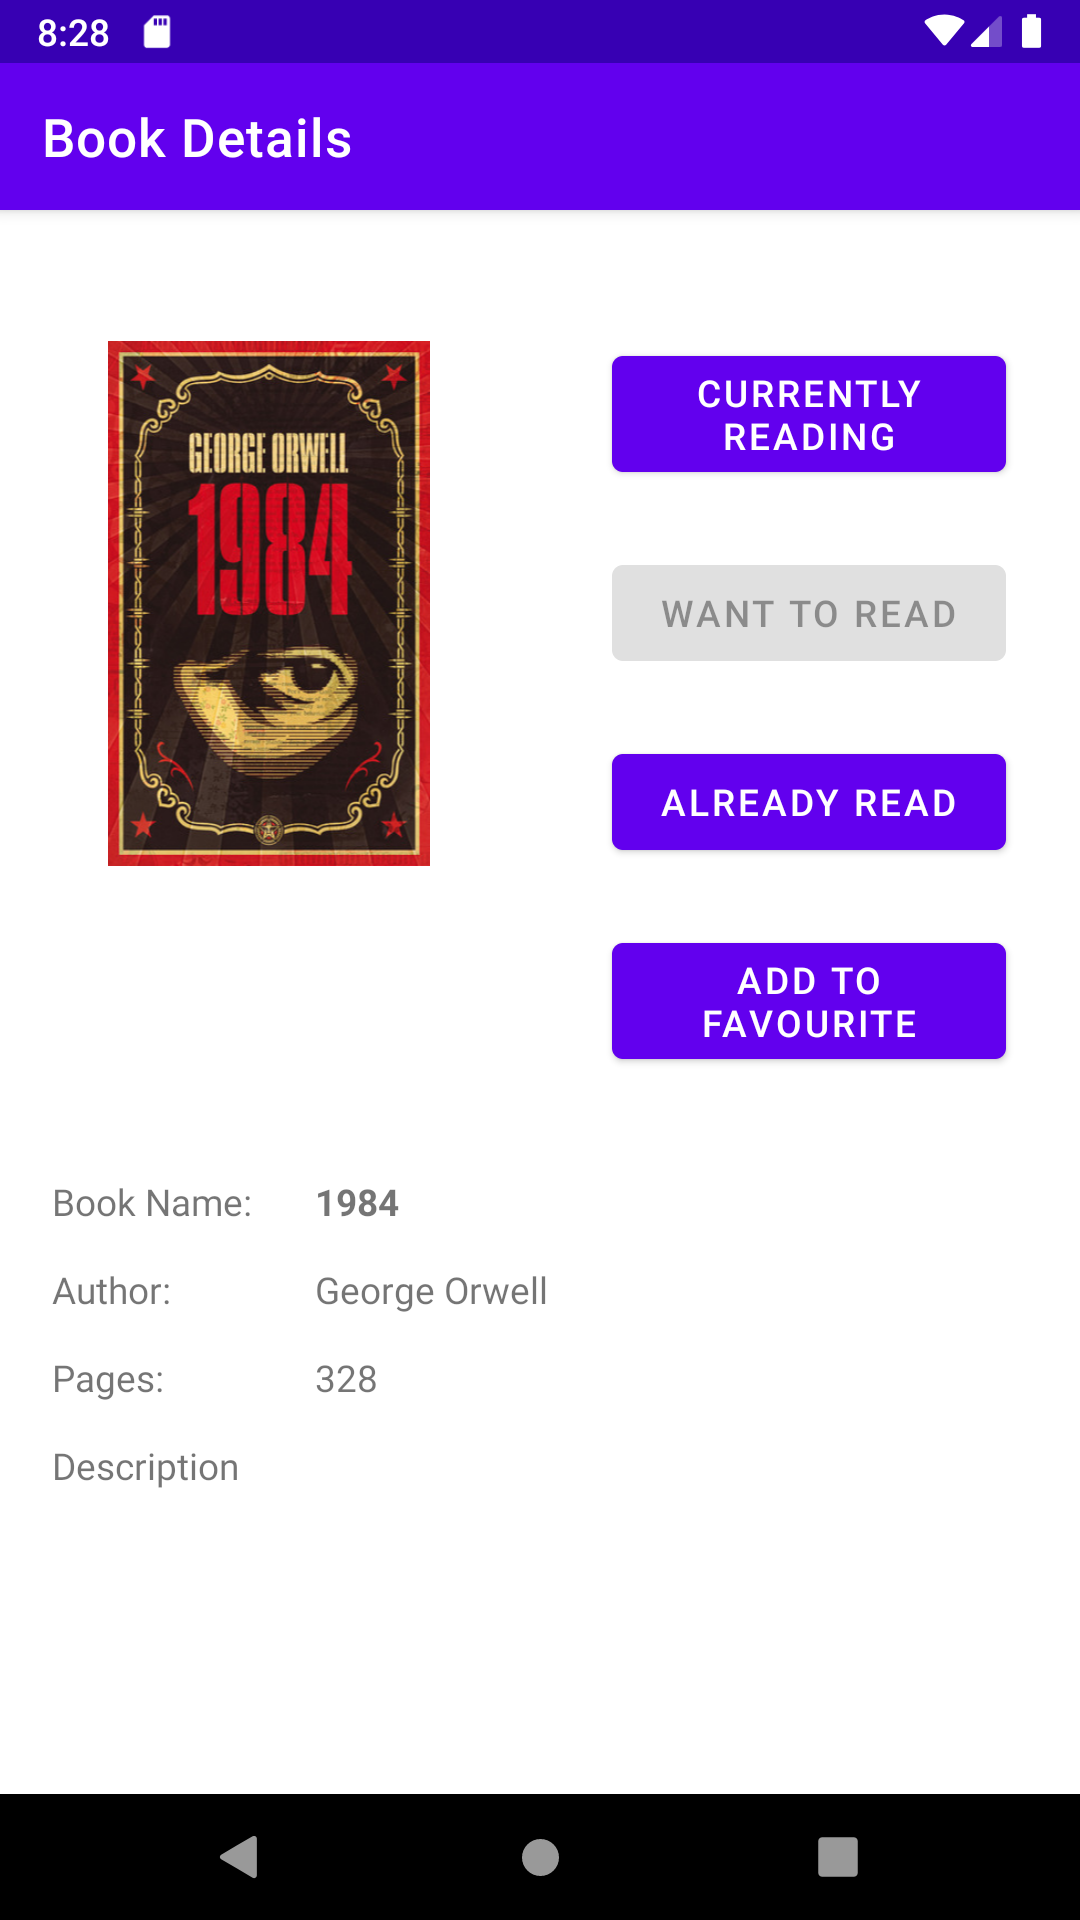 8:28
Book Details
GEORGE ORWELL
1984
CURRENTLY
READING
WANT TO READ
ALREADY READ
ADD TO
FAVOURITE
Book Name: 1984
Author: George Orwell
Pages: 328
Description